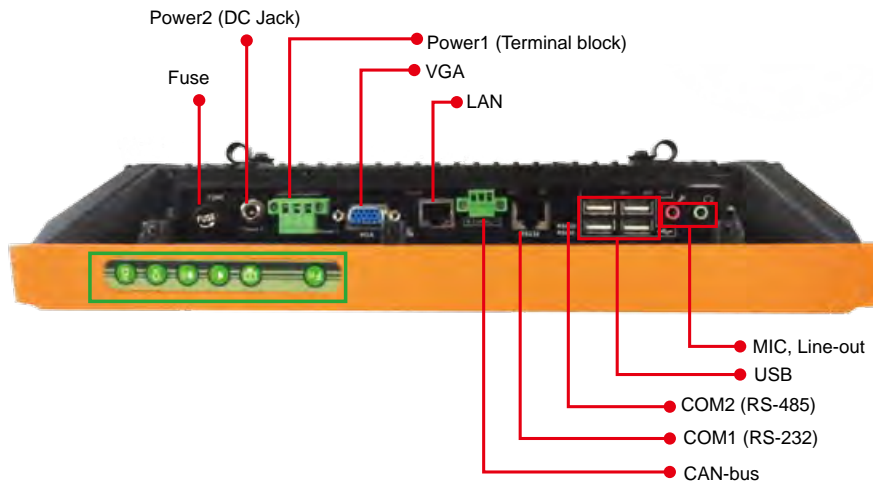 Power2 (DC Jack)
Power1 (Terminal block)
Fuse
VGA
LAN
FUSE
VGA
MIC, Line-out
USB
COM2 (RS-485)
COM1 (RS-232)
CAN-bus